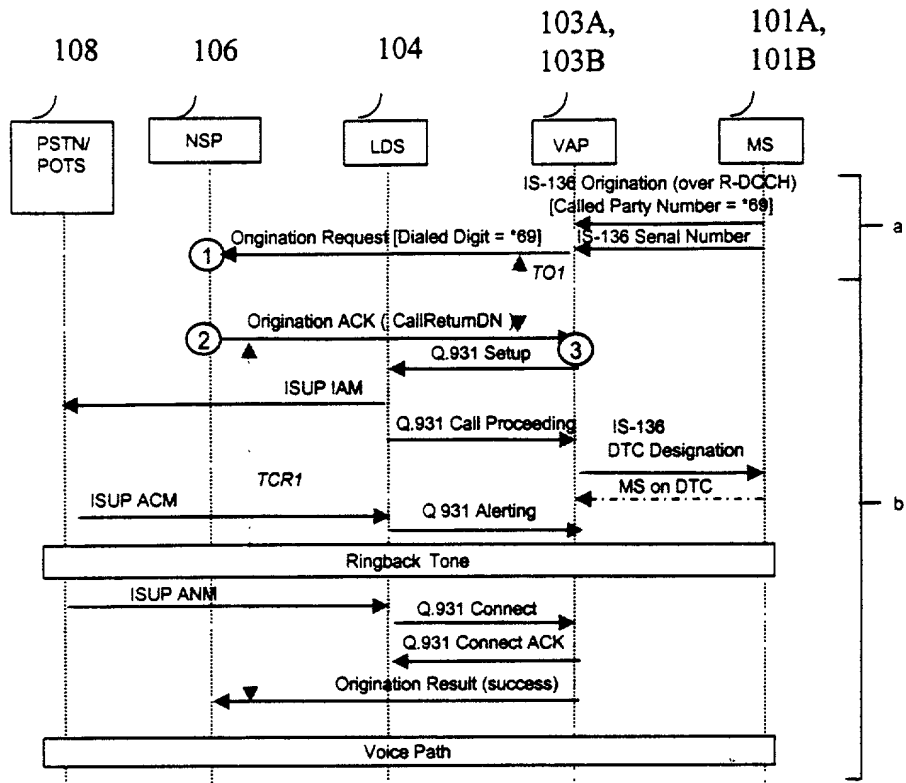 108
106
104
103A,
103B
101A,
101B
PSTN/
POTS
NSP
LDS
VAP
MS
IS-136 Origination (over R-DCCH)
[Called Party Number = *69]
a
Origination Request [Dialed Digit = *69]
IS-136 Serial Number
1
TO1
Origination ACK ( CallReturnDN )
2
3
Q.931 Setup
ISUP IAM
Q.931 Call Proceeding
IS-136
DTC Designation
TCR1
MS on DTC
b
ISUP ACM
Q 931 Alerting
Ringback Tone
ISUP ANM
Q.931 Connect
Q.931 Connect ACK
Origination Result (success)
Voice Path